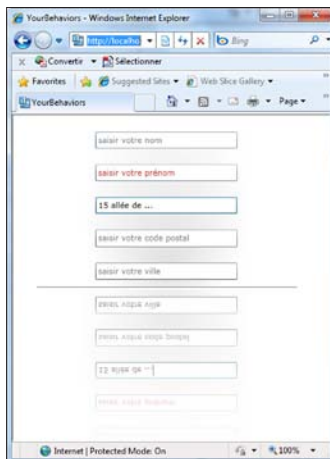 YourBehaviors - Windows Internet Explorer
http://localho
Bing
x Convertir Sélectionner
Favorites Suggested Sites Web Slice Gallery
YourBehaviors Page
saisir votre nom
saisir votre prénom
15 allée de ...
saisir votre code postal
saisir votre ville
Internet | Protected Mode: On 100%